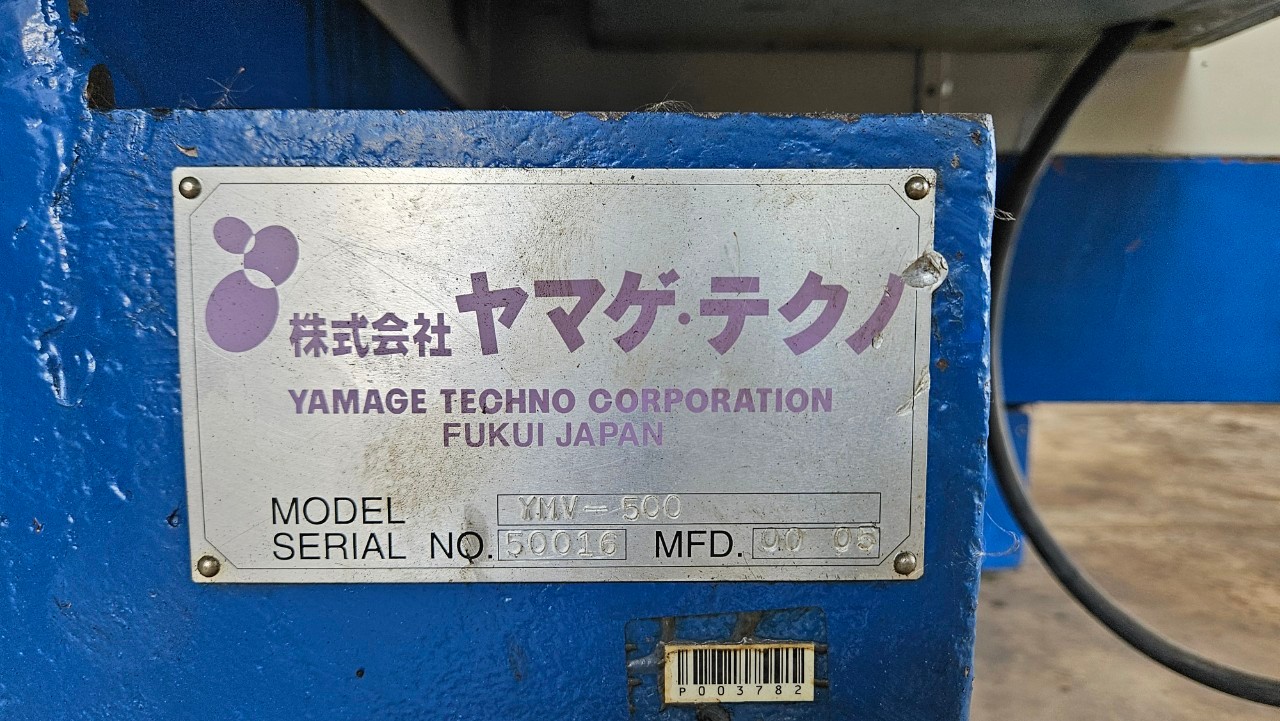 株式会社ヤマゲ・テクノ
YAMAGE TECHNO CORPORATION
FUKUI JAPAN
MODEL YMV-500
SERIAL NO. 50016 MFD. 00 05
P003782